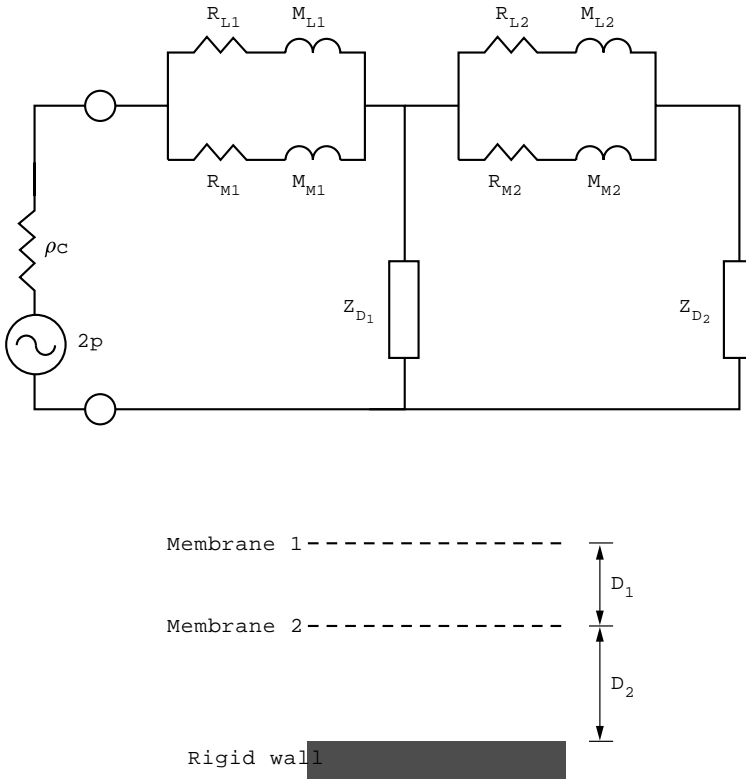 R_L1 M_L1 R_L2 M_L2
R_M1 M_M1 R_M2 M_M2
ρc
Z_D1 Z_D2
2p
Membrane 1
D_1
Membrane 2
D_2
Rigid wall